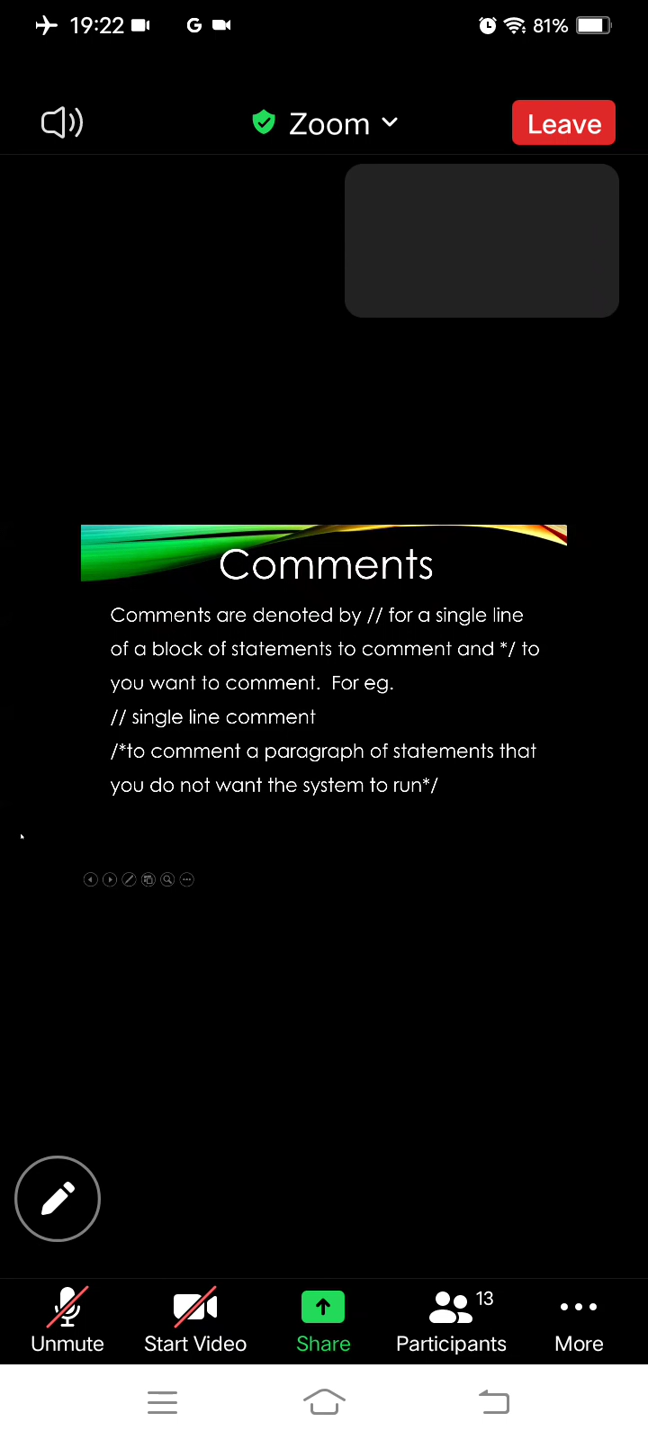 19:22
G
81%
Zoom
Leave
Comments
Comments are denoted by // for a single line
of a block of statements to comment and */ to
you want to comment. For eg.
// single line comment
/*to comment a paragraph of statements that
you do not want the system to run*/
13
Unmute
Start Video
Share
Participants
More